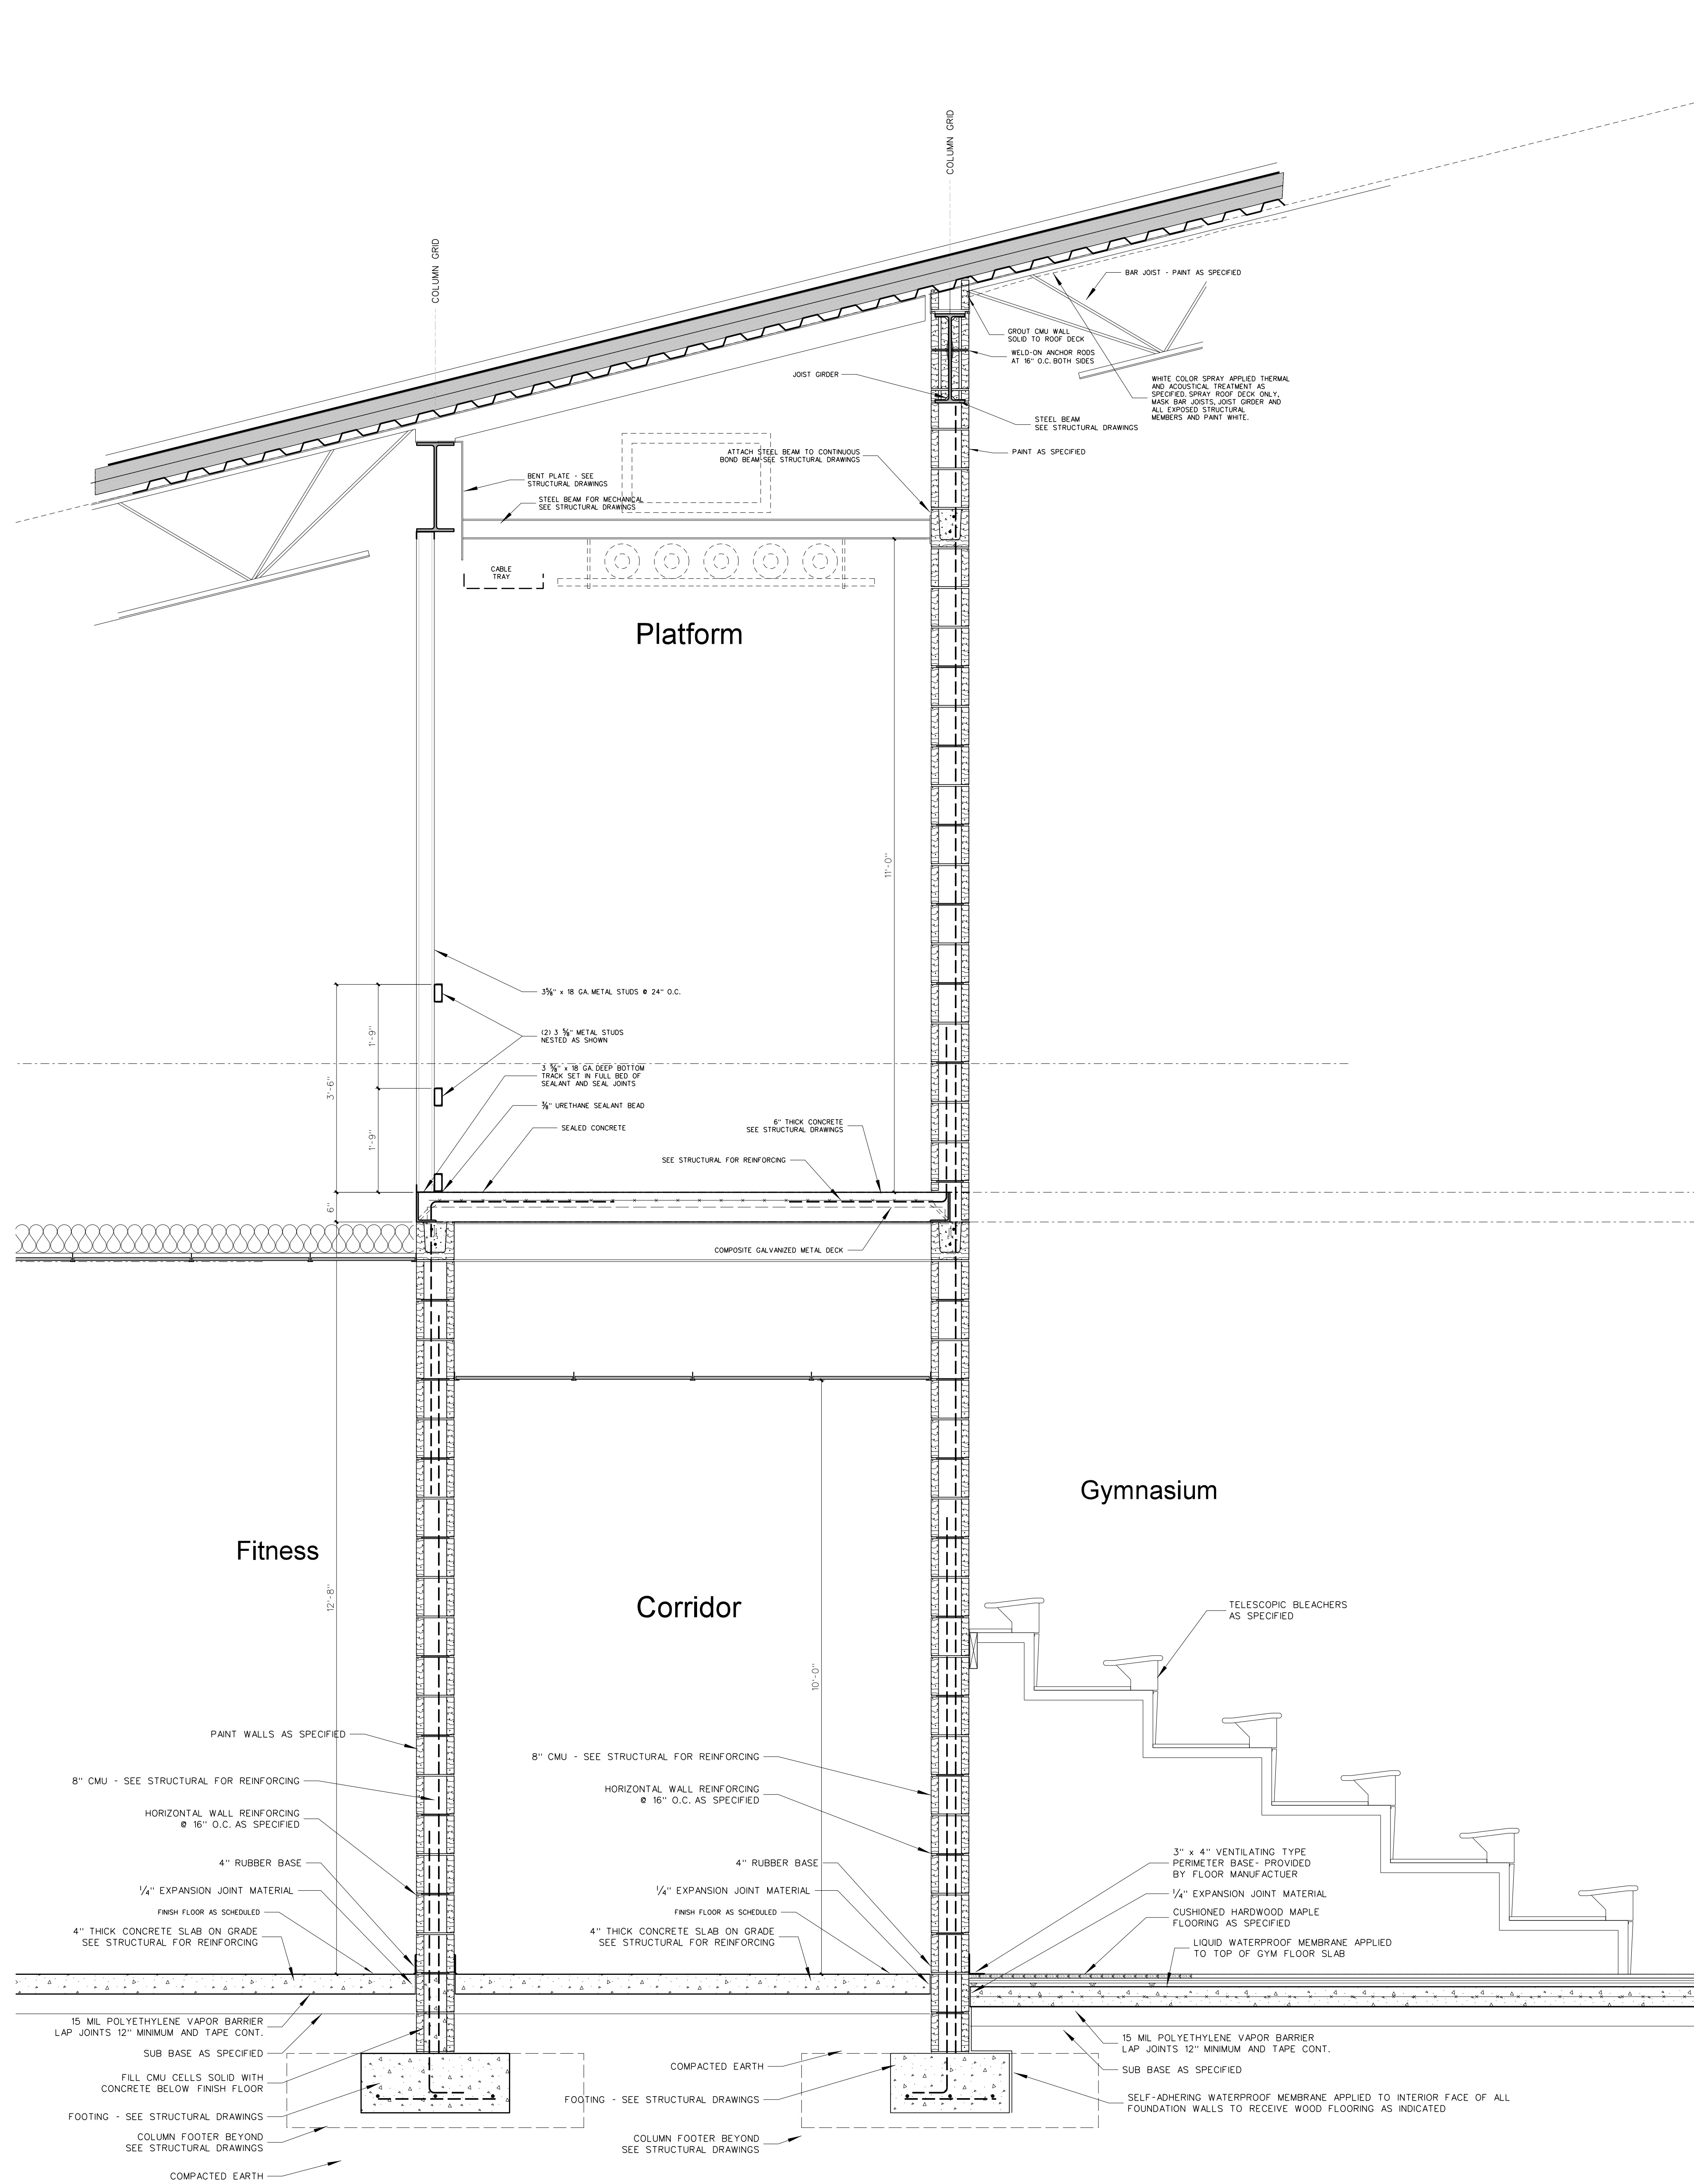 COLUMN GRID
COLUMN GRID
BAR JOIST - PAINT AS SPECIFIED
GROUT CMU WALL
SOLID TO ROOF DECK
WELD-ON ANCHOR RODS
AT 16" O.C. BOTH SIDES
JOIST GIRDER
WHITE COLOR SPRAY APPLIED THERMAL
AND ACOUSTICAL TREATMENT AS
SPECIFIED. SPRAY ROOF DECK ONLY,
MASK BAR JOISTS, JOIST GIRDER AND
ALL EXPOSED STRUCTURAL
MEMBERS AND PAINT WHITE.
STEEL BEAM
SEE STRUCTURAL DRAWINGS
ATTACH STEEL BEAM TO CONTINUOUS
BOND BEAM-SEE STRUCTURAL DRAWINGS
PAINT AS SPECIFIED
BENT PLATE - SEE
STRUCTURAL DRAWINGS
STEEL BEAM FOR MECHANICAL
SEE STRUCTURAL DRAWINGS
CABLE
TRAY
Platform
11'-0"
3⅝" x 18 GA. METAL STUDS @ 24" O.C.
(2) 3 ⅝" METAL STUDS
NESTED AS SHOWN
1'-9"
3'-6"
1'-9"
6"
3 ⅝" x 18 GA. DEEP BOTTOM
TRACK SET IN FULL BED OF
SEALANT AND SEAL JOINTS
⅜" URETHANE SEALANT BEAD
SEALED CONCRETE
6" THICK CONCRETE
SEE STRUCTURAL DRAWINGS
SEE STRUCTURAL FOR REINFORCING
COMPOSITE GALVANIZED METAL DECK
Gymnasium
Fitness
Corridor
12'-8"
10'-0"
TELESCOPIC BLEACHERS
AS SPECIFIED
PAINT WALLS AS SPECIFIED
8" CMU - SEE STRUCTURAL FOR REINFORCING
HORIZONTAL WALL REINFORCING
@ 16" O.C. AS SPECIFIED
4" RUBBER BASE
¼" EXPANSION JOINT MATERIAL
FINISH FLOOR AS SCHEDULED
4" THICK CONCRETE SLAB ON GRADE
SEE STRUCTURAL FOR REINFORCING
15 MIL POLYETHYLENE VAPOR BARRIER
LAP JOINTS 12" MINIMUM AND TAPE CONT.
SUB BASE AS SPECIFIED
FILL CMU CELLS SOLID WITH
CONCRETE BELOW FINISH FLOOR
FOOTING - SEE STRUCTURAL DRAWINGS
COLUMN FOOTER BEYOND
SEE STRUCTURAL DRAWINGS
COMPACTED EARTH
8" CMU - SEE STRUCTURAL FOR REINFORCING
HORIZONTAL WALL REINFORCING
@ 16" O.C. AS SPECIFIED
4" RUBBER BASE
¼" EXPANSION JOINT MATERIAL
FINISH FLOOR AS SCHEDULED
4" THICK CONCRETE SLAB ON GRADE
SEE STRUCTURAL FOR REINFORCING
COMPACTED EARTH
FOOTING - SEE STRUCTURAL DRAWINGS
COLUMN FOOTER BEYOND
SEE STRUCTURAL DRAWINGS
3" x 4" VENTILATING TYPE
PERIMETER BASE- PROVIDED
BY FLOOR MANUFACTUER
¼" EXPANSION JOINT MATERIAL
CUSHIONED HARDWOOD MAPLE
FLOORING AS SPECIFIED
LIQUID WATERPROOF MEMBRANE APPLIED
TO TOP OF GYM FLOOR SLAB
15 MIL POLYETHYLENE VAPOR BARRIER
LAP JOINTS 12" MINIMUM AND TAPE CONT.
SUB BASE AS SPECIFIED
SELF-ADHERING WATERPROOF MEMBRANE APPLIED TO INTERIOR FACE OF ALL
FOUNDATION WALLS TO RECEIVE WOOD FLOORING AS INDICATED